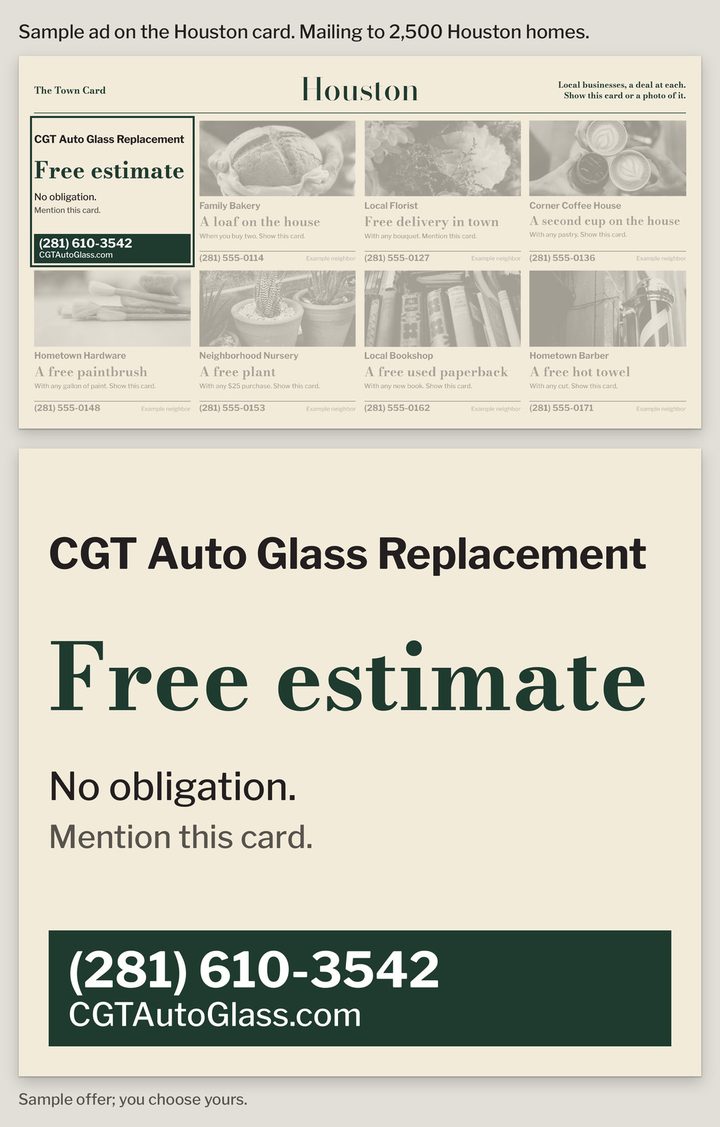 Sample ad on the Houston card. Mailing to 2,500 Houston homes.
The Town Card
Houston
Local businesses, a deal at each.
Show this card or a photo of it.
CGT Auto Glass Replacement
Free estimate
No obligation.
Mention this card.
(281) 610-3542
CGTAutoGlass.com
Family Bakery
A loaf on the house
When you buy two. Show this card.
(281) 555-0114
Example neighbor
Local Florist
Free delivery in town
With any bouquet. Mention this card.
(281) 555-0127
Example neighbor
Corner Coffee House
A second cup on the house
With any pastry. Show this card.
(281) 555-0136
Example neighbor
Hometown Hardware
A free paintbrush
With any gallon of paint. Show this card.
(281) 555-0148
Example neighbor
Neighborhood Nursery
A free plant
With any $25 purchase. Show this card.
(281) 555-0153
Example neighbor
Local Bookshop
A free used paperback
With any new book. Show this card.
(281) 555-0162
Example neighbor
Hometown Barber
A free hot towel
With any cut. Show this card.
(281) 555-0171
Example neighbor
CGT Auto Glass Replacement
Free estimate
No obligation.
Mention this card.
(281) 610-3542
CGTAutoGlass.com
Sample offer; you choose yours.